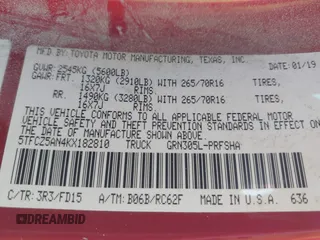 MFD. BY: TOYOTA MOTOR MANUFACTURING, TEXAS, INC.
GVWR: 2545KG (5600LB) DATE: 01/19
GAWR: FRT. 1320KG (2910LB) WITH 265/70R16 TIRES,
16X7J RIMS.
RR. 1490KG (3280LB) WITH 265/70R16 TIRES,
16X7J RIMS.
THIS VEHICLE CONFORMS TO ALL APPLICABLE FEDERAL MOTOR
VEHICLE SAFETY STANDARDS IN EFFECT ON THE DATE OF
MANUFACTURE SHOWN ABOVE.
5TFCZ5AN4KX182810 TRUCK GRN305L-PRFSHA
C/TR: 3R3/FD15 A/TM: B06B/RC62F MADE IN U.S.A 636
DREAMBID